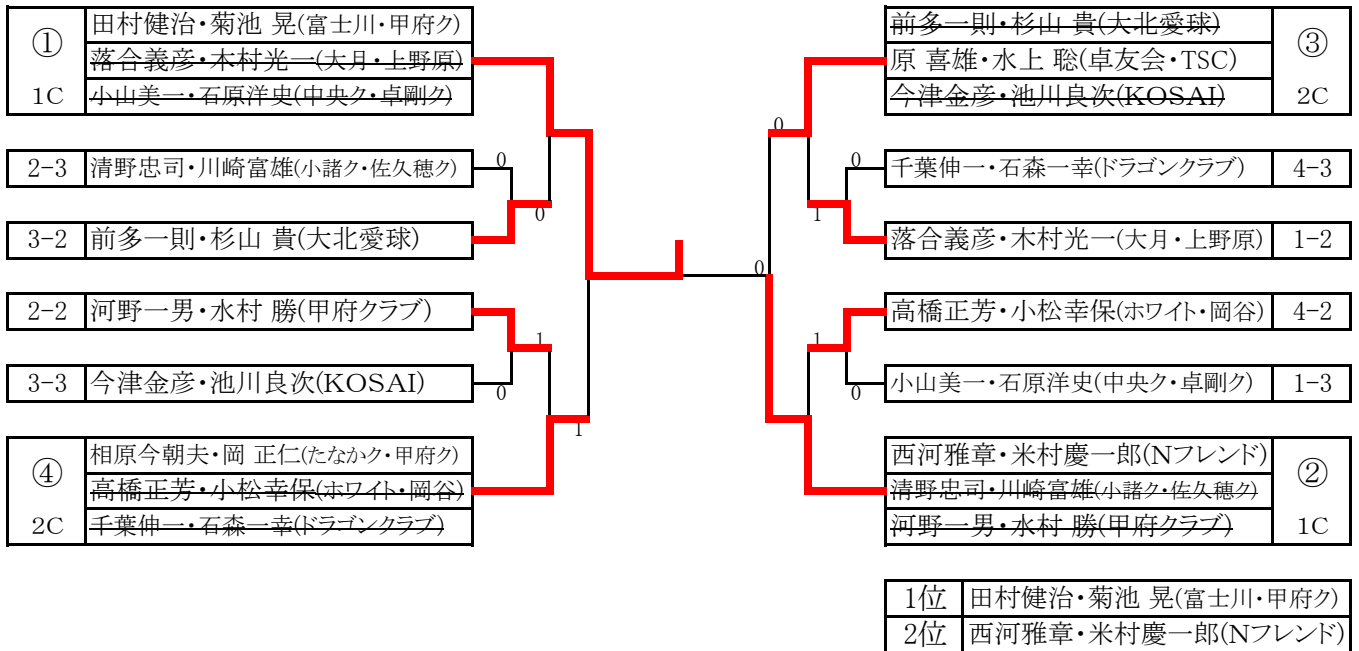 ①
1C
田村健治・菊池 晃(富士川・甲府ク)
落合義彦・木村光一(大月・上野原)
小山美一・石原洋史(中央ク・卓剛ク)
2-3 清野忠司・川崎富雄(小諸ク・佐久穂ク)
0
3-2 前多一則・杉山 貴(大北愛球)
0
2-2 河野一男・水村 勝(甲府クラブ)
1
3-3 今津金彦・池川良次(KOSAI)
0
④
2C
相原今朝夫・岡 正仁(たなかク・甲府ク)
高橋正芳・小松幸保(ホワイト・岡谷)
千葉伸一・石森一幸(ドラゴンクラブ)
1
0
前多一則・杉山 貴(大北愛球)
原 喜雄・水上 聡(卓友会・TSC)
今津金彦・池川良次(KOSAI)
③
2C
0
0
千葉伸一・石森一幸(ドラゴンクラブ) 4-3
1
落合義彦・木村光一(大月・上野原) 1-2
高橋正芳・小松幸保(ホワイト・岡谷) 4-2
1
0
小山美一・石原洋史(中央ク・卓剛ク) 1-3
西河雅章・米村慶一郎(Nフレンド)
清野忠司・川崎富雄(小諸ク・佐久穂ク)
河野一男・水村 勝(甲府クラブ)
②
1C
1位 田村健治・菊池 晃(富士川・甲府ク)
2位 西河雅章・米村慶一郎(Nフレンド)